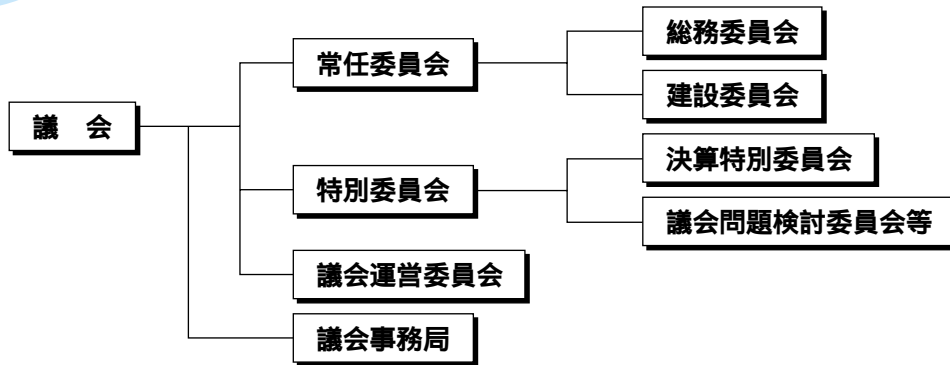 議　会
常任委員会
総務委員会
建設委員会
特別委員会
決算特別委員会
議会問題検討委員会等
議会運営委員会
議会事務局